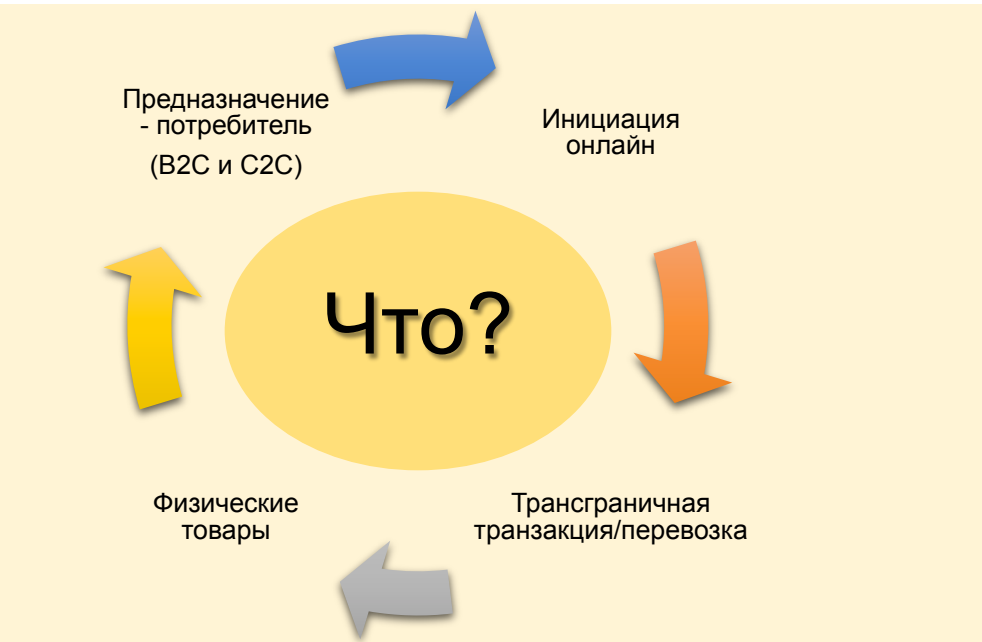 Предназначение
- потребитель
(B2C и C2C)
Инициация
онлайн
Что?
Физические
товары
Трансграничная
транзакция/перевозка